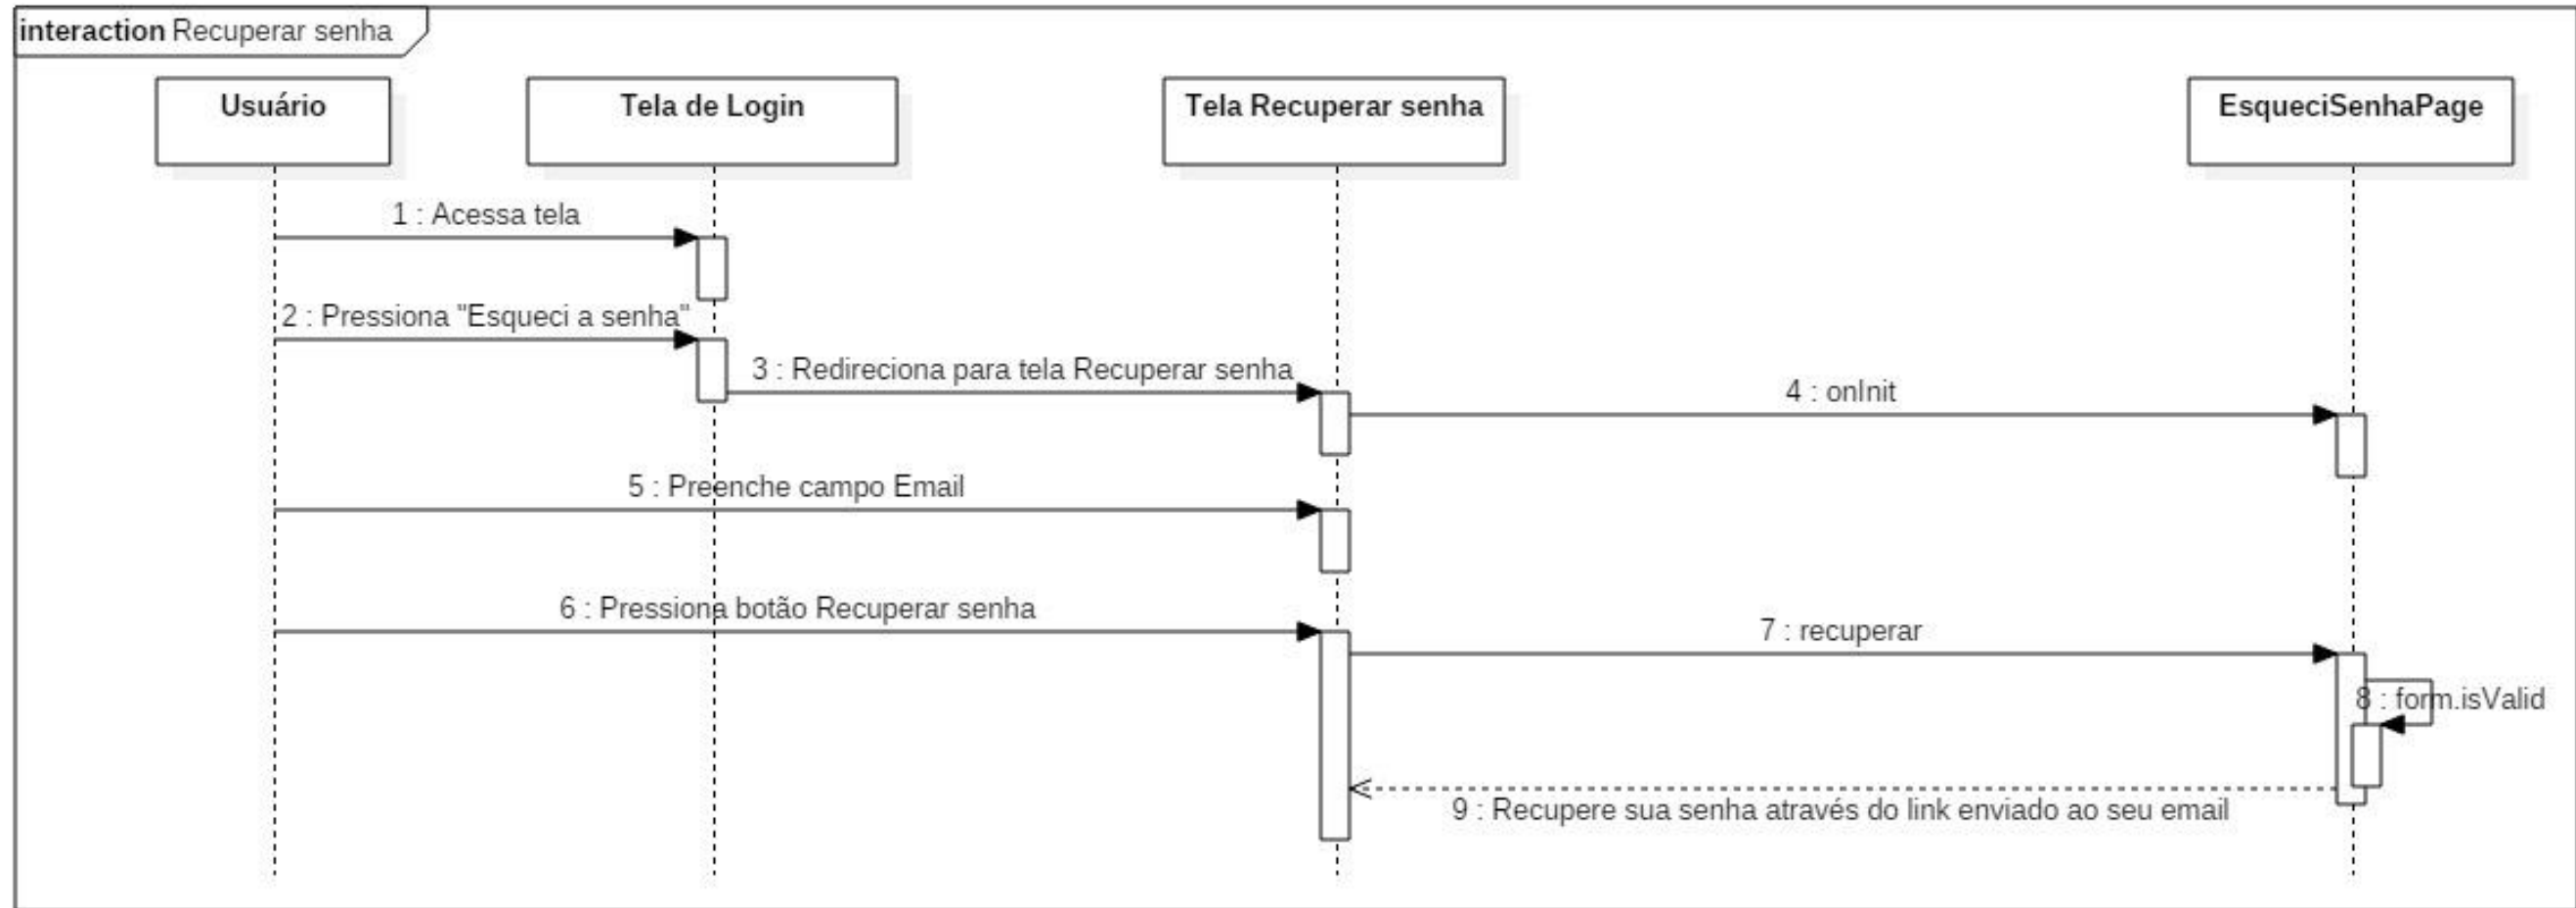 interaction Recuperar senha
Usuário
Tela de Login
Tela Recuperar senha
EsqueciSenhaPage
1 : Acessa tela
2 : Pressiona "Esqueci a senha"
3 : Redireciona para tela Recuperar senha
4 : onInit
5 : Preenche campo Email
6 : Pressiona botão Recuperar senha
7 : recuperar
8 : form.isValid
9 : Recupere sua senha através do link enviado ao seu email